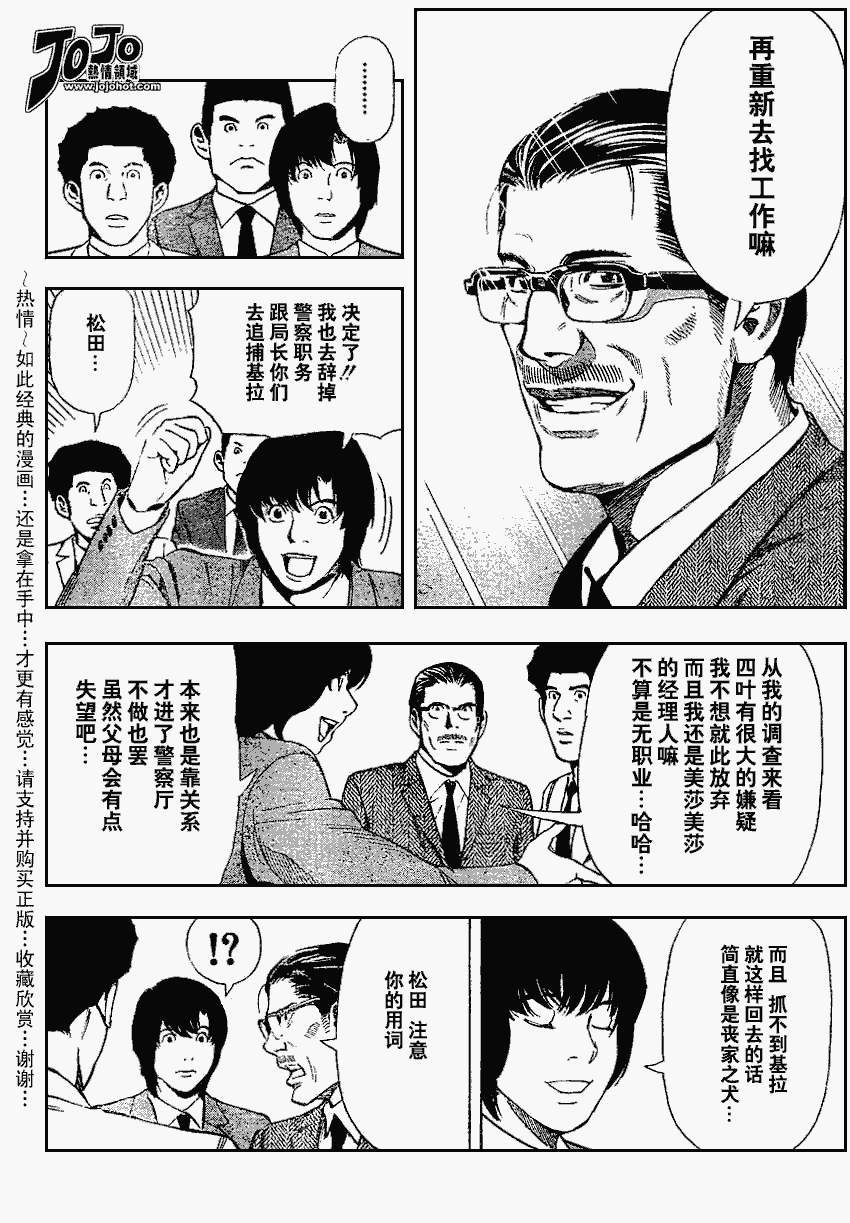 再重新去找工作嘛
………
JOJO
熱情領域
www.jojohot.com
决定了!!
我也去辞掉
警察职务
跟局长你们
去追捕基拉
松田…
从我的调查来看
四叶有很大的嫌疑
我不想就此放弃
而且我还是美莎美莎
的经理人嘛
不算是无职业…哈哈…
本来也是靠关系
才进了警察厅
不做也罢
虽然父母会有点
失望吧…
而且 抓不到基拉
就这样回去的话
简直像是丧家之犬…
松田 注意
你的用词
!?
~热情~如此经典的漫画…还是拿在手中…才更有感觉…请支持并购买正版…收藏欣赏…谢谢…